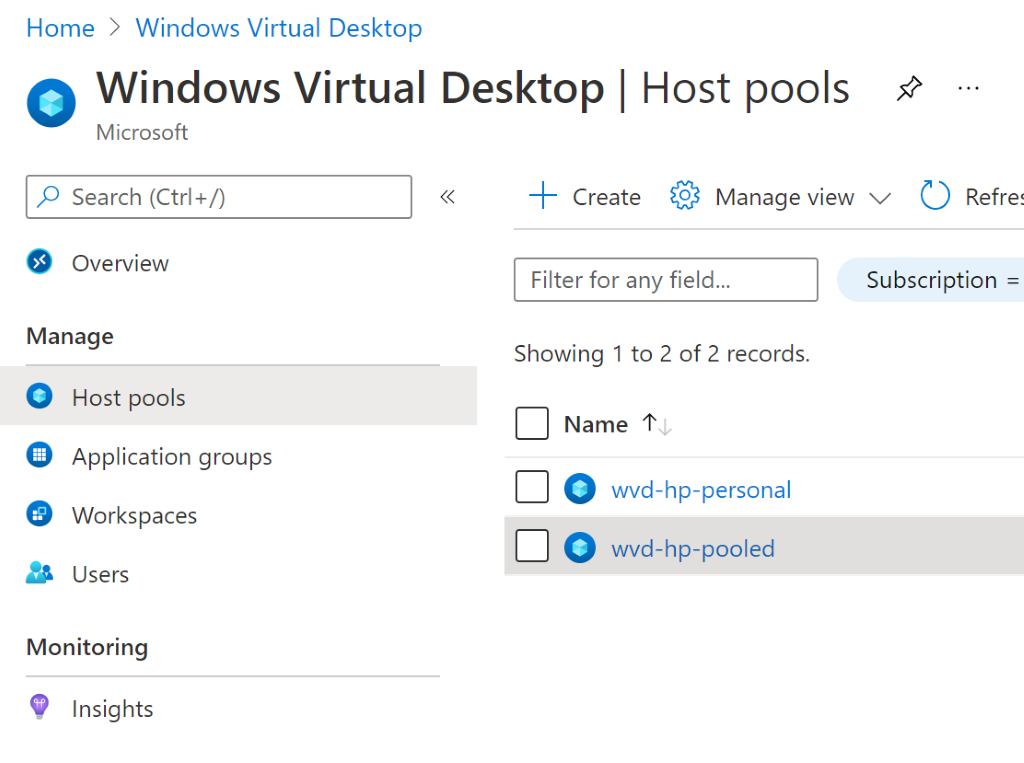 Home > Windows Virtual Desktop
Windows Virtual Desktop | Host pools
Microsoft
Search (Ctrl+/)
«
Create
Manage view
Overview
Filter for any field...
Subscription =
Manage
Showing 1 to 2 of 2 records.
Host pools
Name
Application groups
wvd-hp-personal
Workspaces
wvd-hp-pooled
Users
Monitoring
Insights